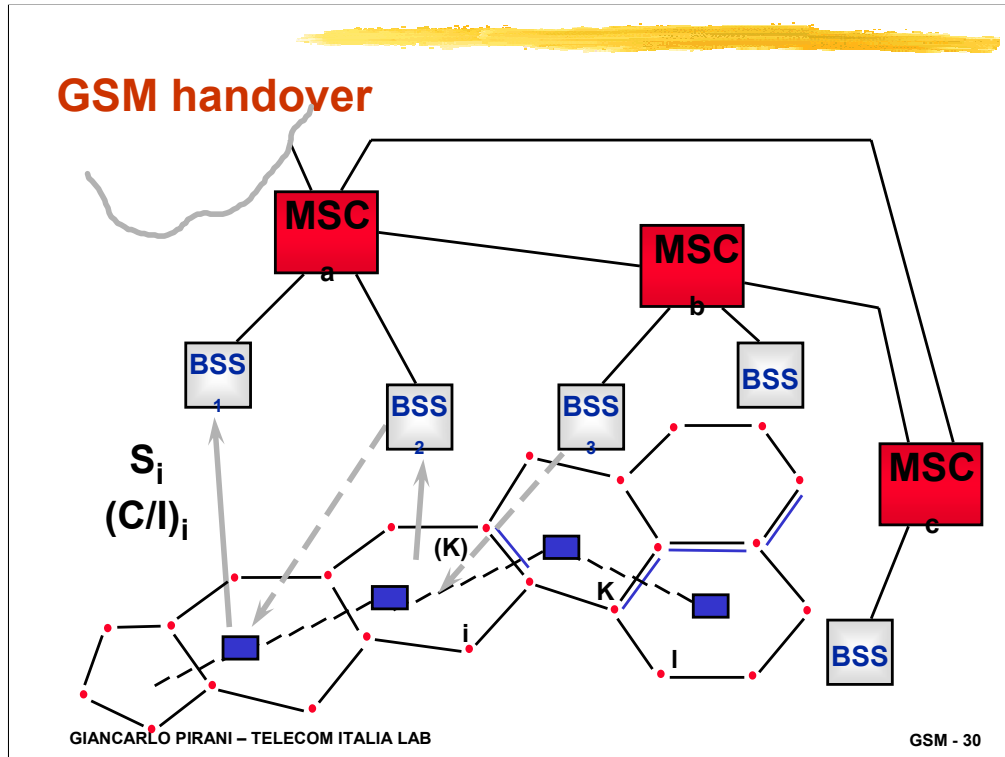 GSM handover
MSC
a
MSC
b
BSS
1
BSS
2
BSS
3
BSS
Si
(C/I)i
MSC
c
(K)
K
i
l
BSS
GIANCARLO PIRANI – TELECOM ITALIA LAB
GSM - 30